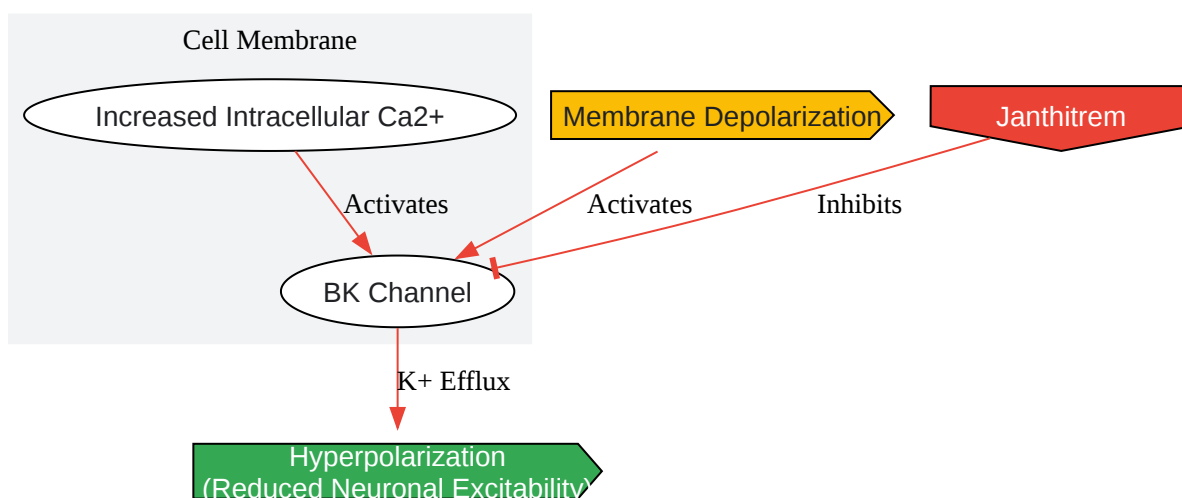 Cell Membrane
Increased Intracellular Ca2+
Membrane Depolarization
Janthitrem
Activates
Activates
Inhibits
BK Channel
K+ Efflux
Hyperpolarization
(Reduced Neuronal Excitability)